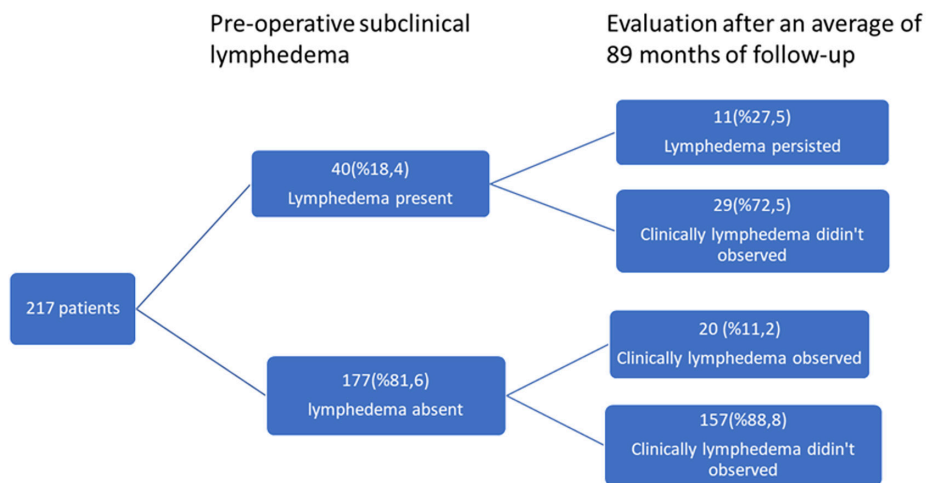 Pre-operative subclinical
lymphedema
Evaluation after an average of
89 months of follow-up
217 patients
40(%18,4)
Lymphedema present
177(%81,6)
lymphedema absent
11(%27,5)
Lymphedema persisted
29(%72,5)
Clinically lymphedema didin't
observed
20 (%11,2)
Clinically lymphedema observed
157(%88,8)
Clinically lymphedema didin't
observed